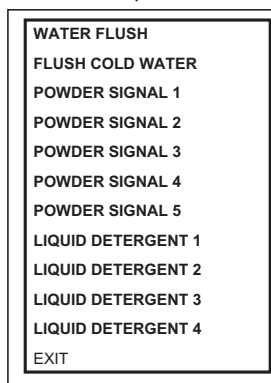 WATER FLUSH
FLUSH COLD WATER
POWDER SIGNAL 1
POWDER SIGNAL 2
POWDER SIGNAL 3
POWDER SIGNAL 4
POWDER SIGNAL 5
LIQUID DETERGENT 1
LIQUID DETERGENT 2
LIQUID DETERGENT 3
LIQUID DETERGENT 4
EXIT